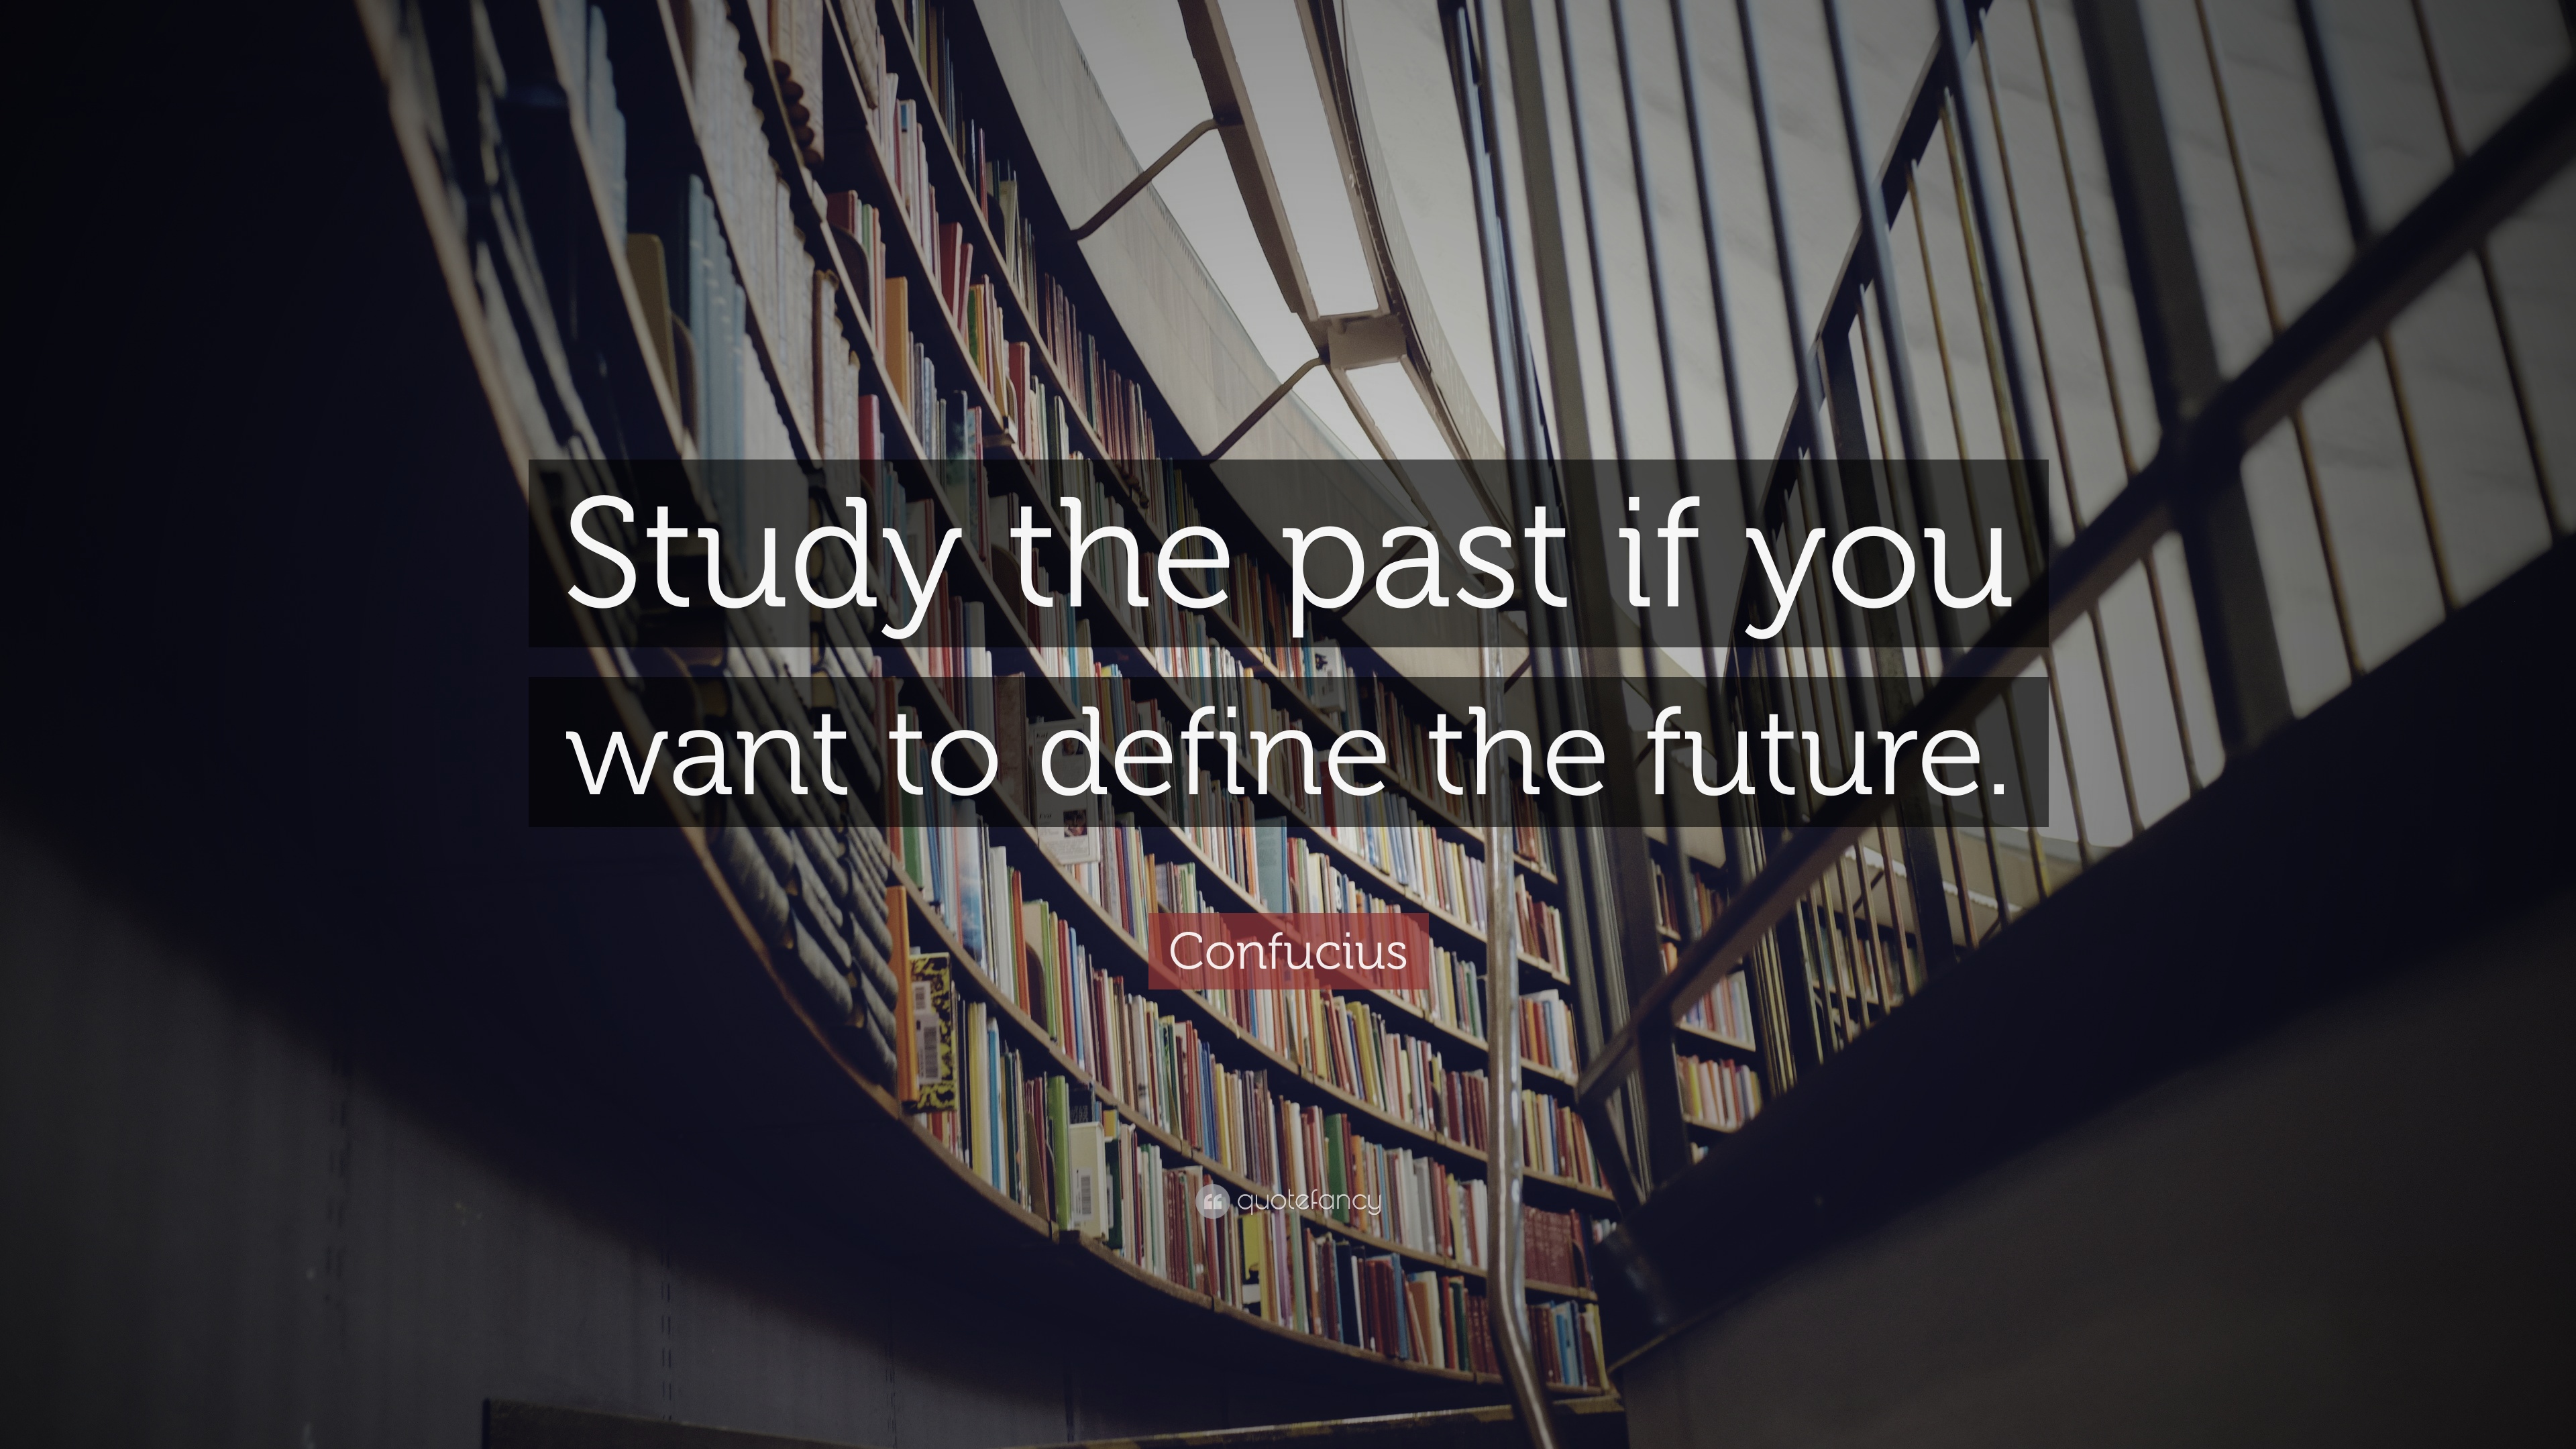 Study the past if you
want to define the future.
Confucius
quotefancy